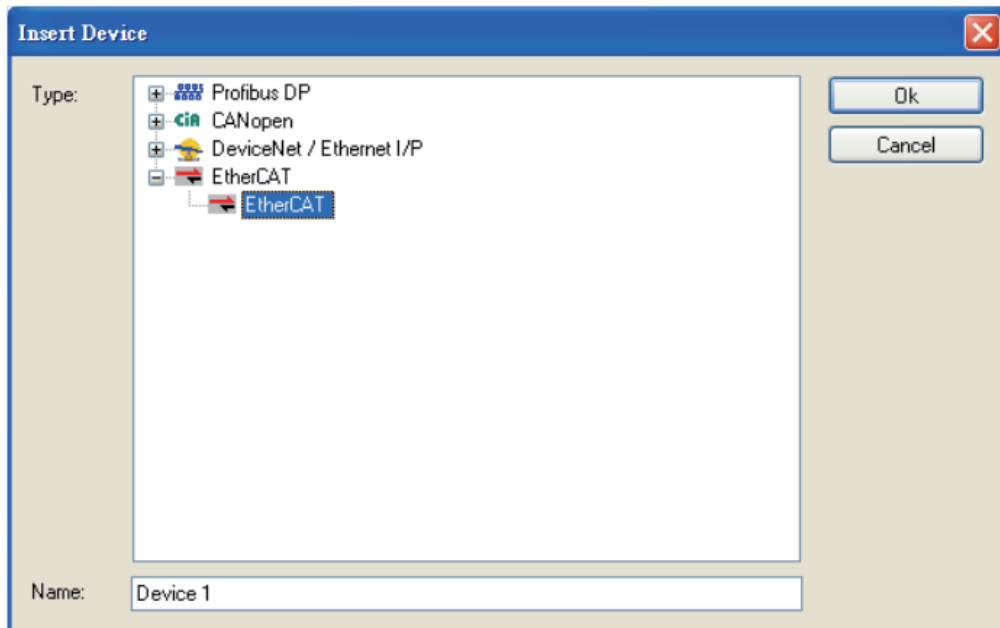 Insert Device
Type:
Profibus DP
CiA CANopen
DeviceNet / Ethernet I/P
EtherCAT
EtherCAT
Ok
Cancel
Name:
Device 1